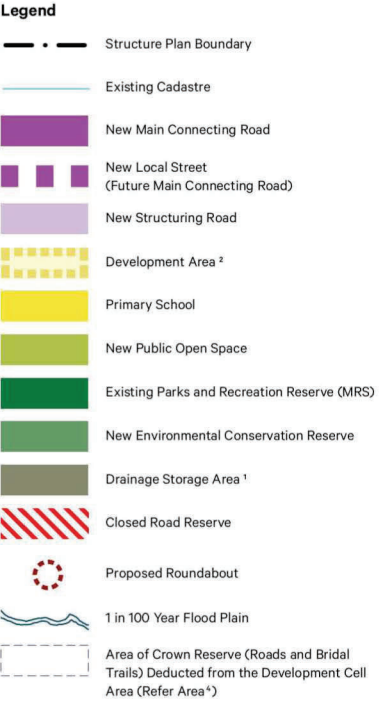 Legend
Structure Plan Boundary
Existing Cadastre
New Main Connecting Road
New Local Street
(Future Main Connecting Road)
New Structuring Road
Development Area ²
Primary School
New Public Open Space
Existing Parks and Recreation Reserve (MRS)
New Environmental Conservation Reserve
Drainage Storage Area ¹
Closed Road Reserve
Proposed Roundabout
1 in 100 Year Flood Plain
Area of Crown Reserve (Roads and Bridal
Trails) Deducted from the Development Cell
Area (Refer Area⁴)